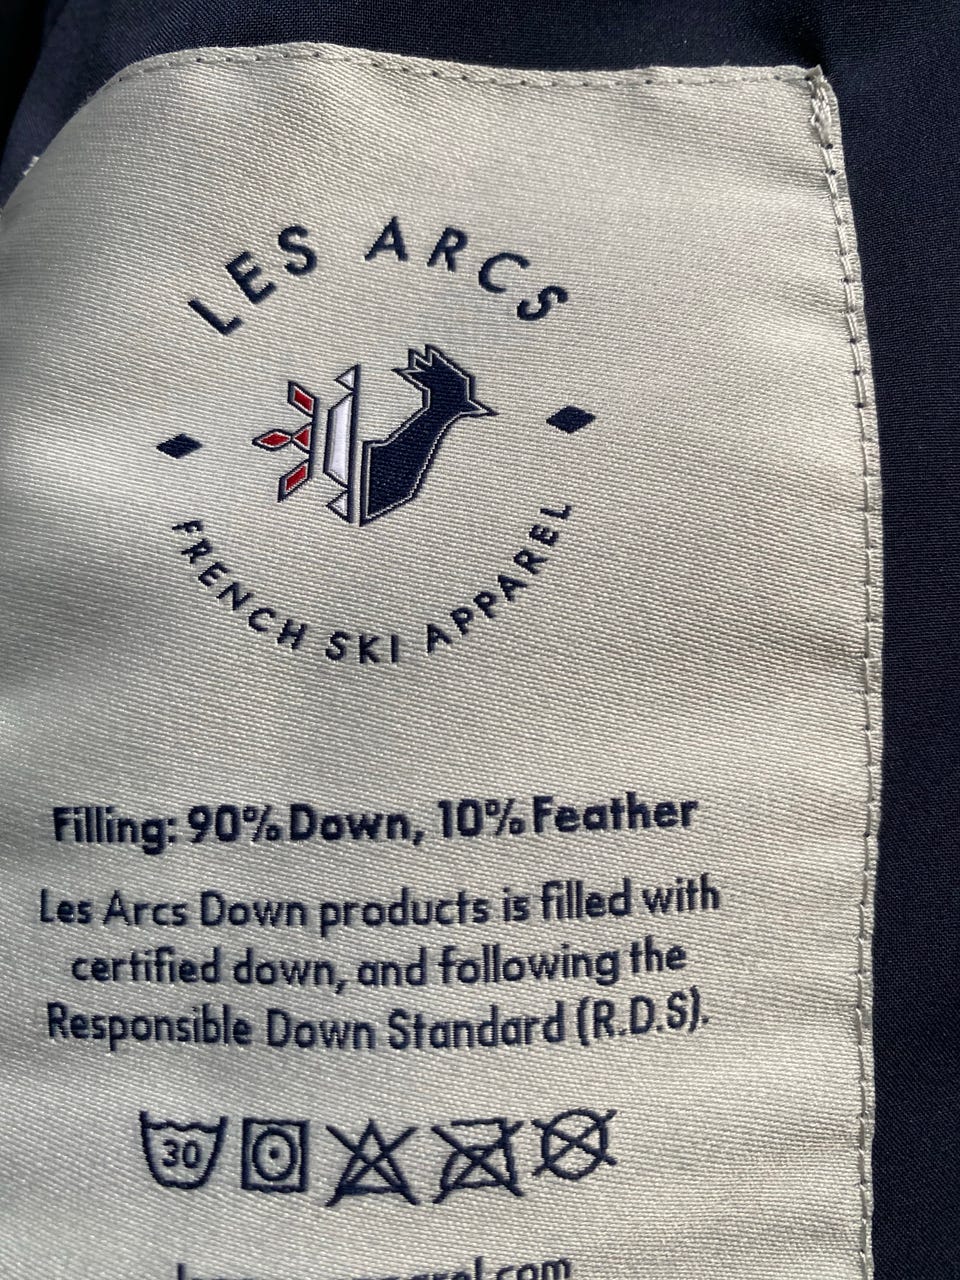 LES ARCS
FRENCH SKI APPAREL
Filling: 90% Down, 10% Feather
Les Arcs Down products is filled with
certified down, and following the
Responsible Down Standard (R.D.S).
30